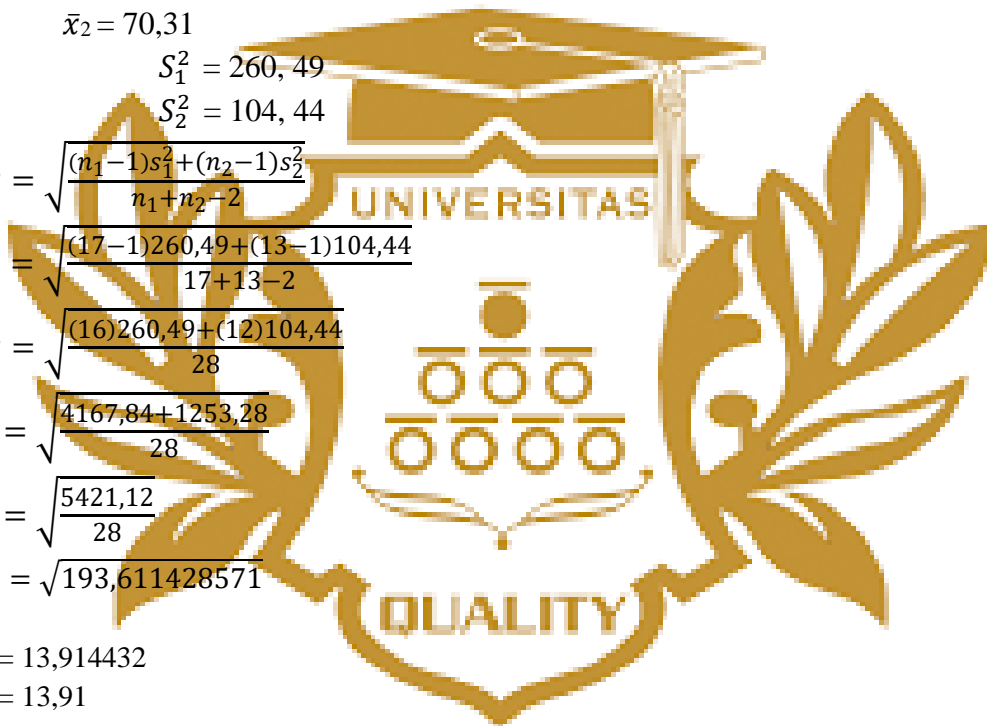 x̄₂ = 70,31
S₁² = 260, 49
S₂² = 104, 44
= √((n₁−1)s₁²+(n₂−1)s₂² / n₁+n₂−2)
UNIVERSITAS
= √((17−1)260,49+(13−1)104,44 / 17+13−2)
= √((16)260,49+(12)104,44 / 28)
= √(4167,84+1253,28 / 28)
= √(5421,12 / 28)
= √193,611428571
QUALITY
= 13,914432
= 13,91